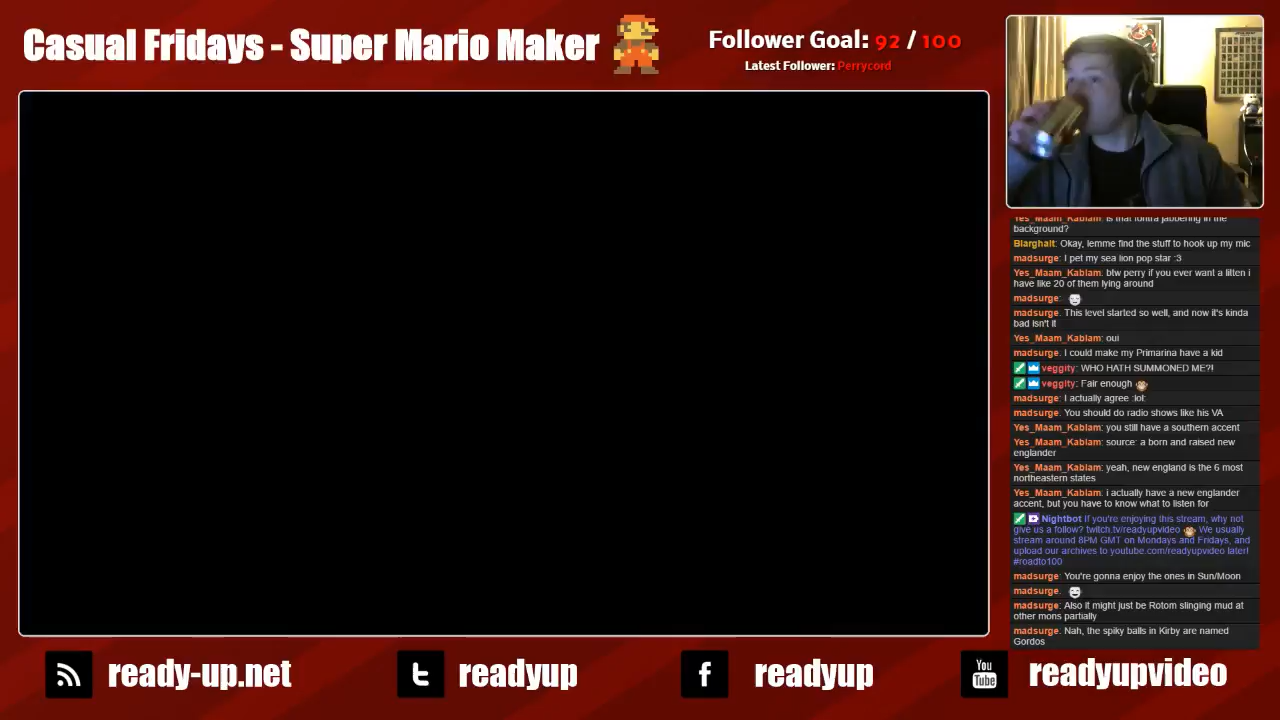 Casual Fridays - Super Mario Maker
Follower Goal: 92 / 100
Latest Follower: Perrycord
Yes_Maam_Kablam: is that fontra jabbering in the
background?
Blarghalt: Okay, lemme find the stuff to hook up my mic
madsurge: I pet my sea lion pop star :3
Yes_Maam_Kablam: btw perry if you ever want a litten i
have like 20 of them lying around
madsurge:
madsurge: This level started so well, and now it's kinda
bad isn't it
Yes_Maam_Kablam: oui
madsurge: I could make my Primarina have a kid
veggity: WHO HATH SUMMONED ME?!
veggity: Fair enough
madsurge: I actually agree :lol:
madsurge: You should do radio shows like his VA
Yes_Maam_Kablam: you still have a southern accent
Yes_Maam_Kablam: source: a born and raised new
englander
Yes_Maam_Kablam: yeah, new england is the 6 most
northeastern states
Yes_Maam_Kablam: i actually have a new englander
accent, but you have to know what to listen for
Nightbot if you're enjoying this stream, why not
give us a follow? twitch.tv/readyupvideo We usually
stream around 8PM GMT on Mondays and Fridays, and
upload our archives to youtube.com/readyupvideo later!
#roadto100
madsurge: You're gonna enjoy the ones in Sun/Moon
madsurge:
madsurge: Also it might just be Rotom slinging mud at
other mons partially
madsurge: Nah, the spiky balls in Kirby are named
Gordos
ready-up.net
readyup
readyup
You Tube
readyupvideo